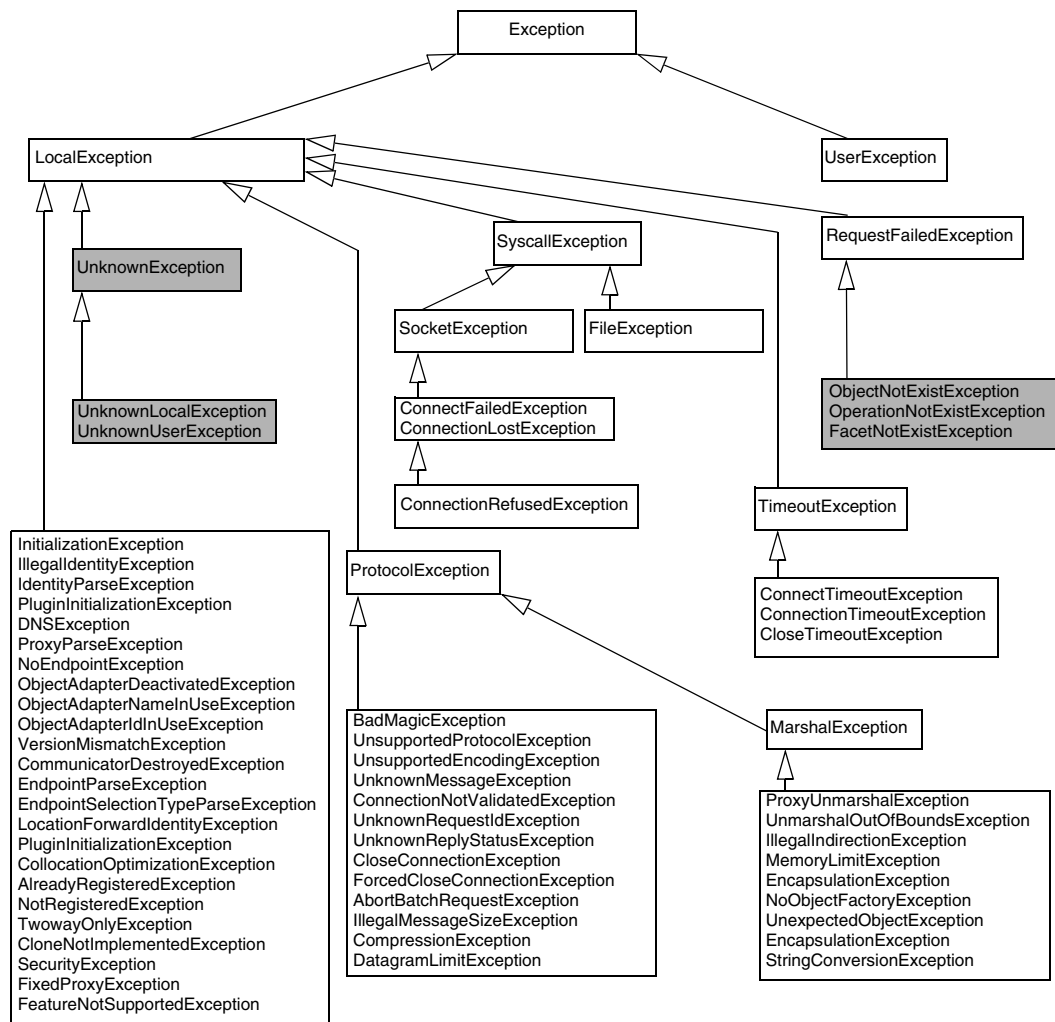 Exception
LocalException
UserException
SyscallException
RequestFailedException
UnknownException
SocketException
FileException
ObjectNotExistException
OperationNotExistException
FacetNotExistException
UnknownLocalException
UnknownUserException
ConnectFailedException
ConnectionLostException
ConnectionRefusedException
TimeoutException
InitializationException
IllegalIdentityException
IdentityParseException
PluginInitializationException
DNSException
ProxyParseException
NoEndpointException
ObjectAdapterDeactivatedException
ObjectAdapterNameInUseException
ObjectAdapterIdInUseException
VersionMismatchException
CommunicatorDestroyedException
EndpointParseException
EndpointSelectionTypeParseException
LocationForwardIdentityException
PluginInitializationException
CollocationOptimizationException
AlreadyRegisteredException
NotRegisteredException
TwowayOnlyException
CloneNotImplementedException
SecurityException
FixedProxyException
FeatureNotSupportedException
ProtocolException
ConnectTimeoutException
ConnectionTimeoutException
CloseTimeoutException
BadMagicException
UnsupportedProtocolException
UnsupportedEncodingException
UnknownMessageException
ConnectionNotValidatedException
UnknownRequestIdException
UnknownReplyStatusException
CloseConnectionException
ForcedCloseConnectionException
AbortBatchRequestException
IllegalMessageSizeException
CompressionException
DatagramLimitException
MarshalException
ProxyUnmarshalException
UnmarshalOutOfBoundsException
IllegalIndirectionException
MemoryLimitException
EncapsulationException
NoObjectFactoryException
UnexpectedObjectException
EncapsulationException
StringConversionException